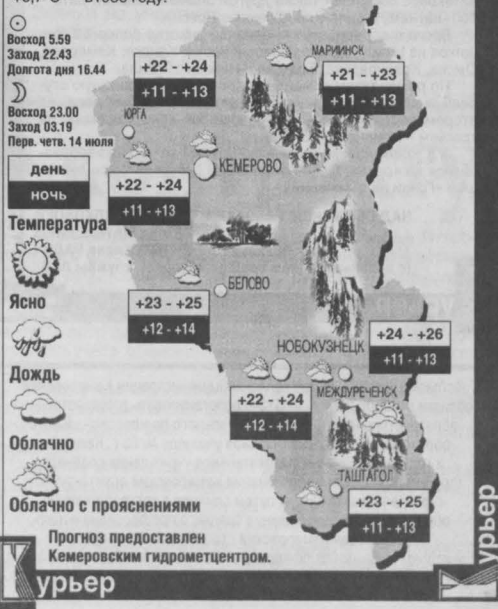 Восход 5.59
Заход 22.43
Долгота дня 16.44
Восход 23.00
Заход 03.19
Перв. четв. 14 июля
день
ночь
Температура
Ясно
Дождь
Облачно
Облачно с прояснениями
МАРИИНСК
+21 - +23
+11 - +13
+22 - +24
+11 - +13
ЮРГА
КЕМЕРОВО
+22 - +24
+11 - +13
БЕЛОВО
+23 - +25
+12 - +14
НОВОКУЗНЕЦК
+22 - +24
+12 - +14
+24 - +26
+11 - +13
МЕЖДУРЕЧЕНСК
ТАШТАГОЛ
+23 - +25
+11 - +13
Прогноз предоставлен
Кемеровским гидрометцентром.
Курьер
урьер